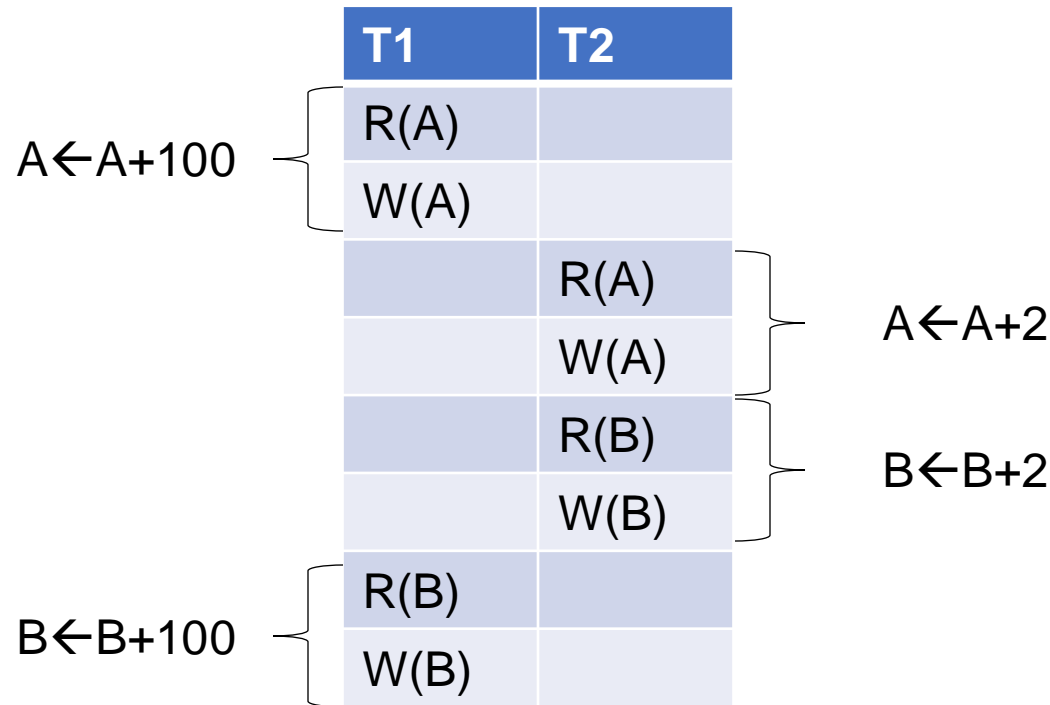 T1 T2
R(A)
A←A+100
W(A)
R(A)
A←A+2
W(A)
R(B)
B←B+2
W(B)
R(B)
B←B+100
W(B)